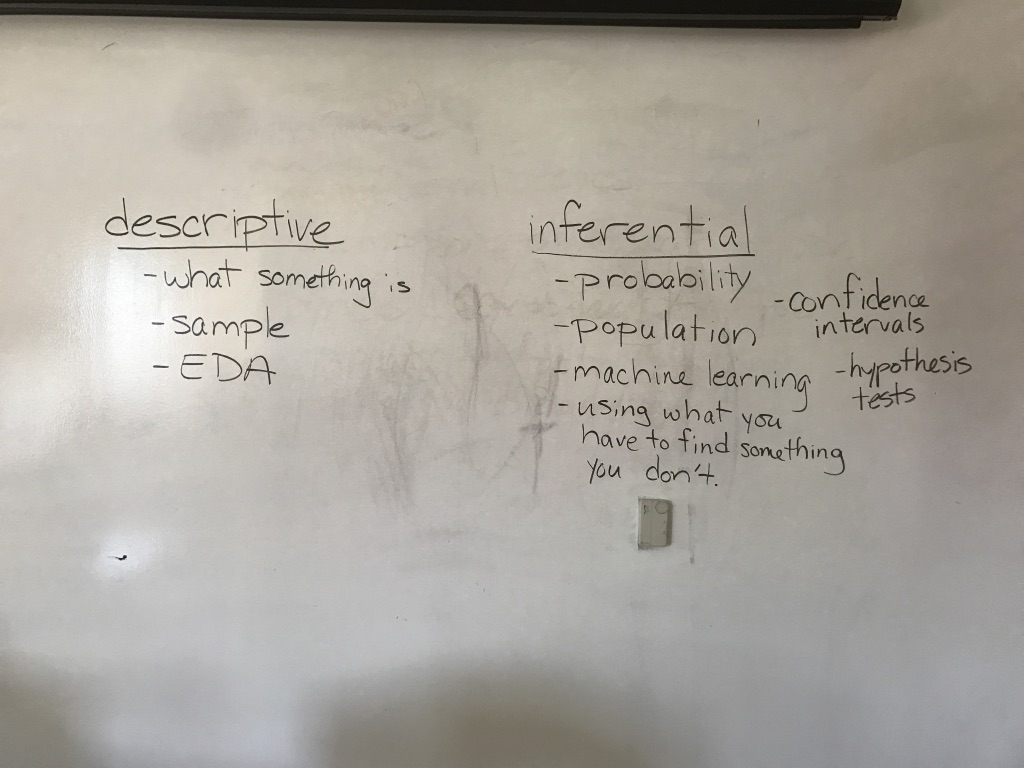 descriptive
-what something is
-sample
-EDA
inferential
-probability
-population
-machine learning
-using what you
have to find something
you don't.
-confidence
intervals
-hypothesis
tests